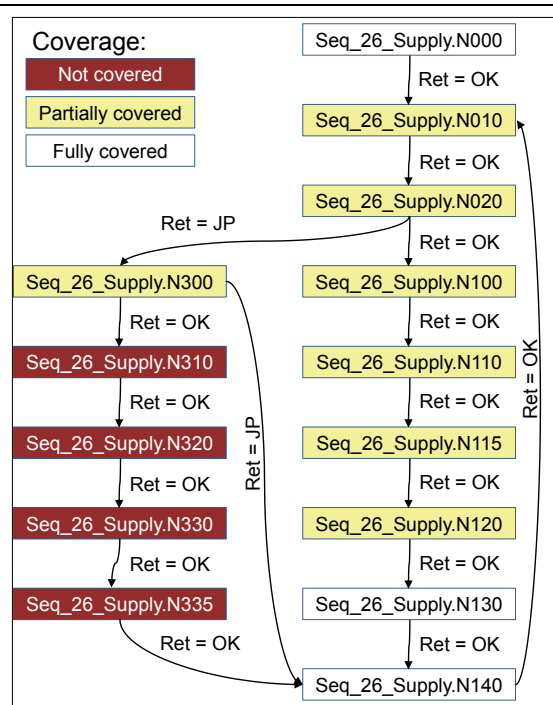 Coverage:
Not covered
Partially covered
Fully covered
Seq_26_Supply.N000
Ret = OK
Seq_26_Supply.N010
Ret = OK
Seq_26_Supply.N020
Ret = JP
Ret = OK
Seq_26_Supply.N300
Seq_26_Supply.N100
Ret = OK
Ret = OK
Seq_26_Supply.N310
Seq_26_Supply.N110
Ret = OK
Ret = OK
Ret = OK
Seq_26_Supply.N320
Ret = JP
Seq_26_Supply.N115
Ret = OK
Ret = OK
Seq_26_Supply.N330
Seq_26_Supply.N120
Ret = OK
Ret = OK
Seq_26_Supply.N335
Seq_26_Supply.N130
Ret = OK
Ret = OK
Seq_26_Supply.N140